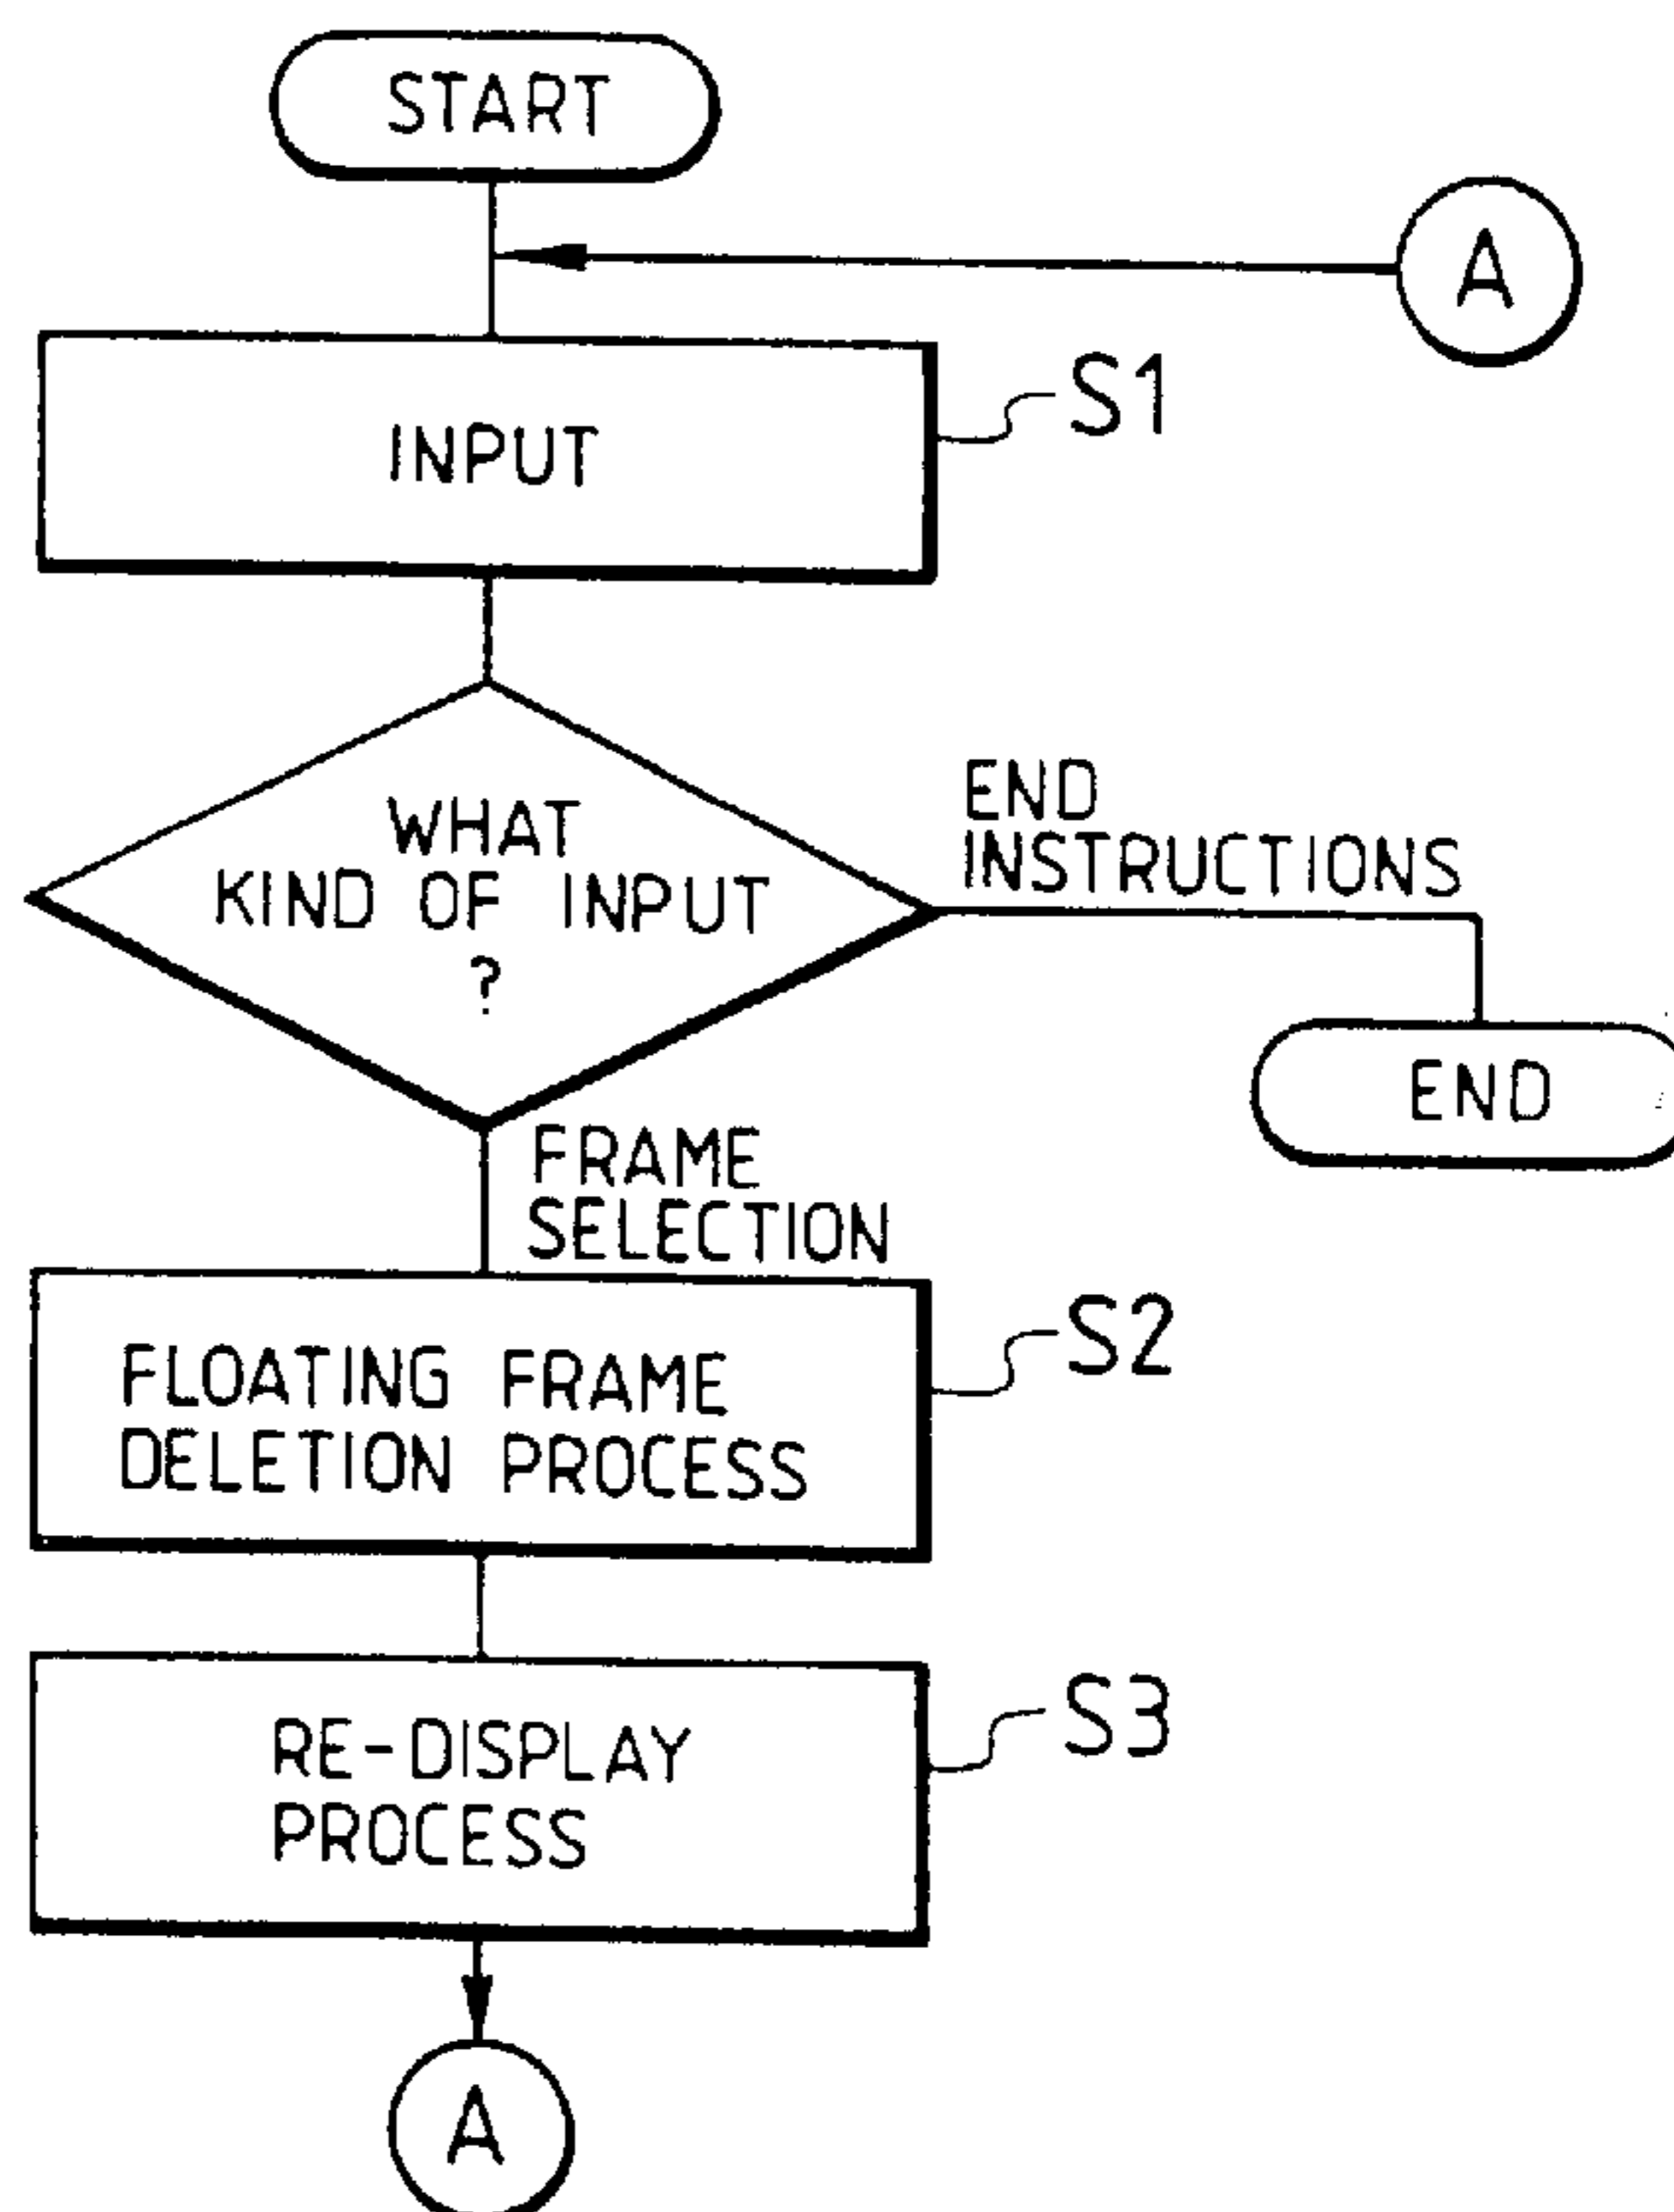 START
A
INPUT
S1
WHAT
KIND OF INPUT
?
END
INSTRUCTIONS
END
FRAME
SELECTION
FLOATING FRAME
DELETION PROCESS
S2
RE-DISPLAY
PROCESS
S3
A